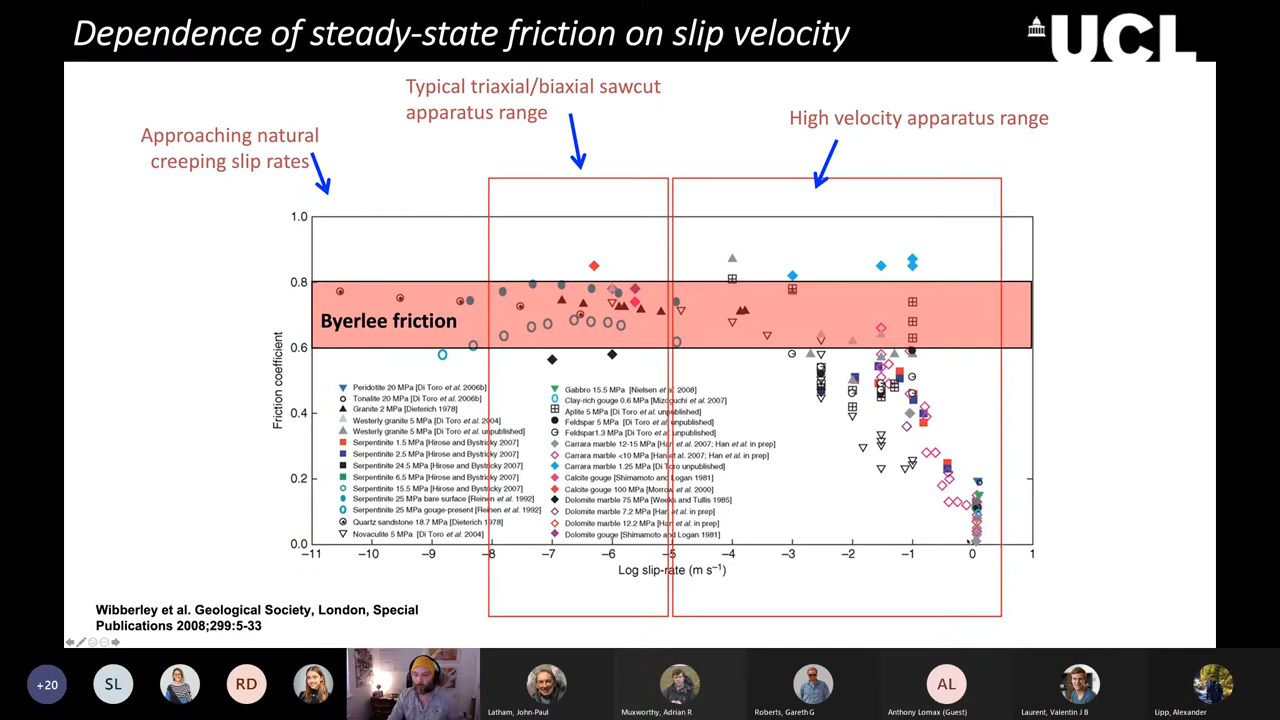 Dependence of steady-state friction on slip velocity
UCL
Typical triaxial/biaxial sawcut
apparatus range
High velocity apparatus range
Approaching natural
creeping slip rates
1.0
0.8
0.6
0.4
0.2
0.0
Friction coefficient
Byerlee friction
Peridotite 20 MPa [Di Toro et al. 2006b]
Tonalite 20 MPa [Di Toro et al. 2006b]
Granite 2 MPa [Dieterich 1978]
Westerly granite 5 MPa [Di Toro et al. 2004]
Westerly granite 5 MPa [Di Toro et al. unpublished]
Serpentinite 1.5 MPa [Hirose and Bystricky 2007]
Serpentinite 2.5 MPa [Hirose and Bystricky 2007]
Serpentinite 24.5 MPa [Hirose and Bystricky 2007]
Serpentinite 6.5 MPa [Hirose and Bystricky 2007]
Serpentinite 15.5 MPa [Hirose and Bystricky 2007]
Serpentinite 25 MPa bare surface [Reinen et al. 1992]
Serpentinite 25 MPa gouge-present [Reinen et al. 1992]
Quartz sandstone 18.7 MPa [Dieterich 1978]
Novaculite 5 MPa [Di Toro et al. 2004]
Gabbro 15.5 MPa [Nielsen et al. 2008]
Clay-rich gouge 0.6 MPa [Mizoguchi et al. 2007]
Aplite 5 MPa [Di Toro et al. unpublished]
Feldspar 5 MPa [Di Toro et al. unpublished]
Feldspar1.3 MPa [Di Toro et al. unpublished]
Carrara marble 12-15 MPa [Han et al. 2007; Han et al. in prep]
Carrara marble <10 MPa [Han et al. 2007; Han et al. in prep]
Carrara marble 1.25 MPa [Di Toro unpublished]
Calcite gouge [Shimamoto and Logan 1981]
Calcite gouge 100 MPa [Morrow et al. 2000]
Dolomite marble 75 MPa [Weeks and Tullis 1985]
Dolomite marble 7.2 MPa [Han et al. in prep]
Dolomite marble 12.2 MPa [Han et al. in prep]
Dolomite gouge [Shimamoto and Logan 1981]
−11 −10 −9 −8 −7 −6 −5 −4 −3 −2 −1 0 1
Log slip-rate (m s⁻¹)
Wibberley et al. Geological Society, London, Special
Publications 2008;299:5-33
+20
SL
RD
AL
Latham, John-Paul
Muxworthy, Adrian R
Roberts, Gareth G
Anthony Lomax (Guest)
Laurent, Valentin J B
Lipp, Alexander